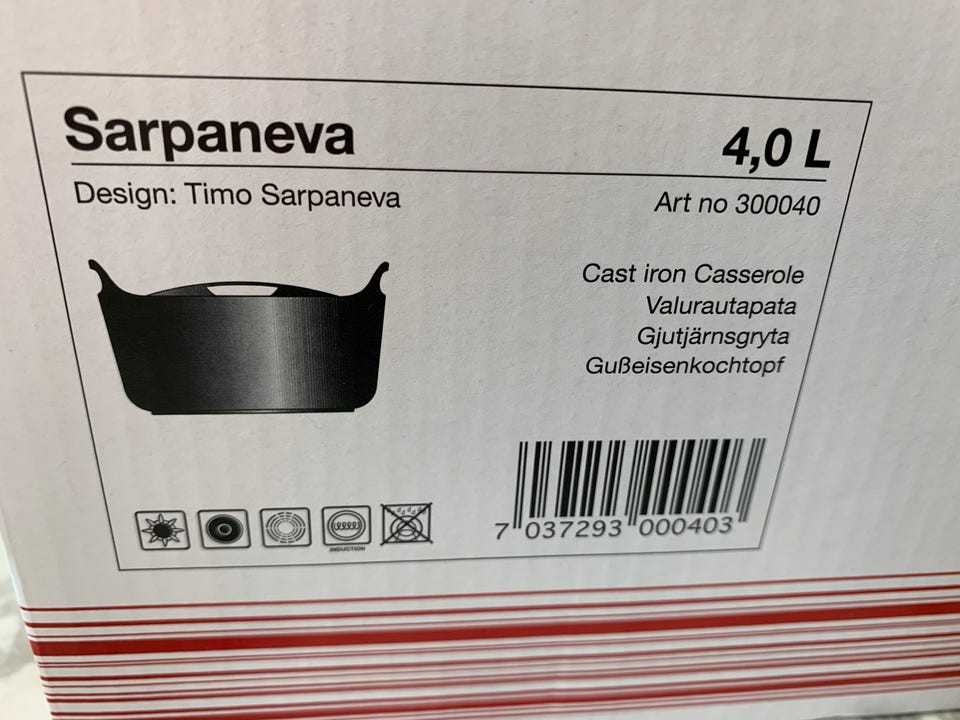 Sarpaneva
4,0 L
Design: Timo Sarpaneva
Art no 300040
Cast iron Casserole
Valurautapata
Gjutjärnsgryta
Gußeisenkochtopf
INDUCTION
7 037293 000403